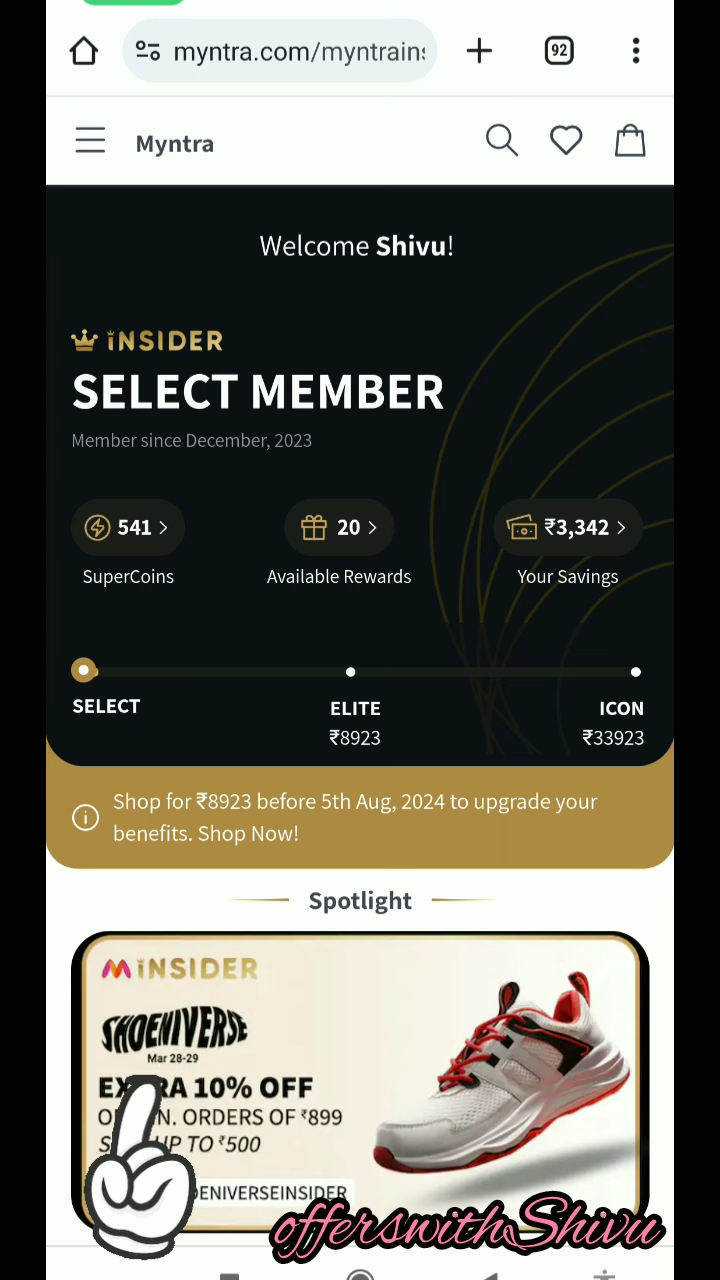 myntra.com/myntrains
92
Myntra
Welcome Shivu!
INSIDER
SELECT MEMBER
Member since December, 2023
541
20
₹3,342
SuperCoins
Available Rewards
Your Savings
SELECT
ELITE
ICON
₹8923
₹33923
Shop for ₹8923 before 5th Aug, 2024 to upgrade your
benefits. Shop Now!
Spotlight
INSIDER
SHOENIVERSE
Mar 28-29
10% OFF
ORDERS OF ₹899
UP TO ₹500
ENIVERSEINSIDER
offerswithShivu